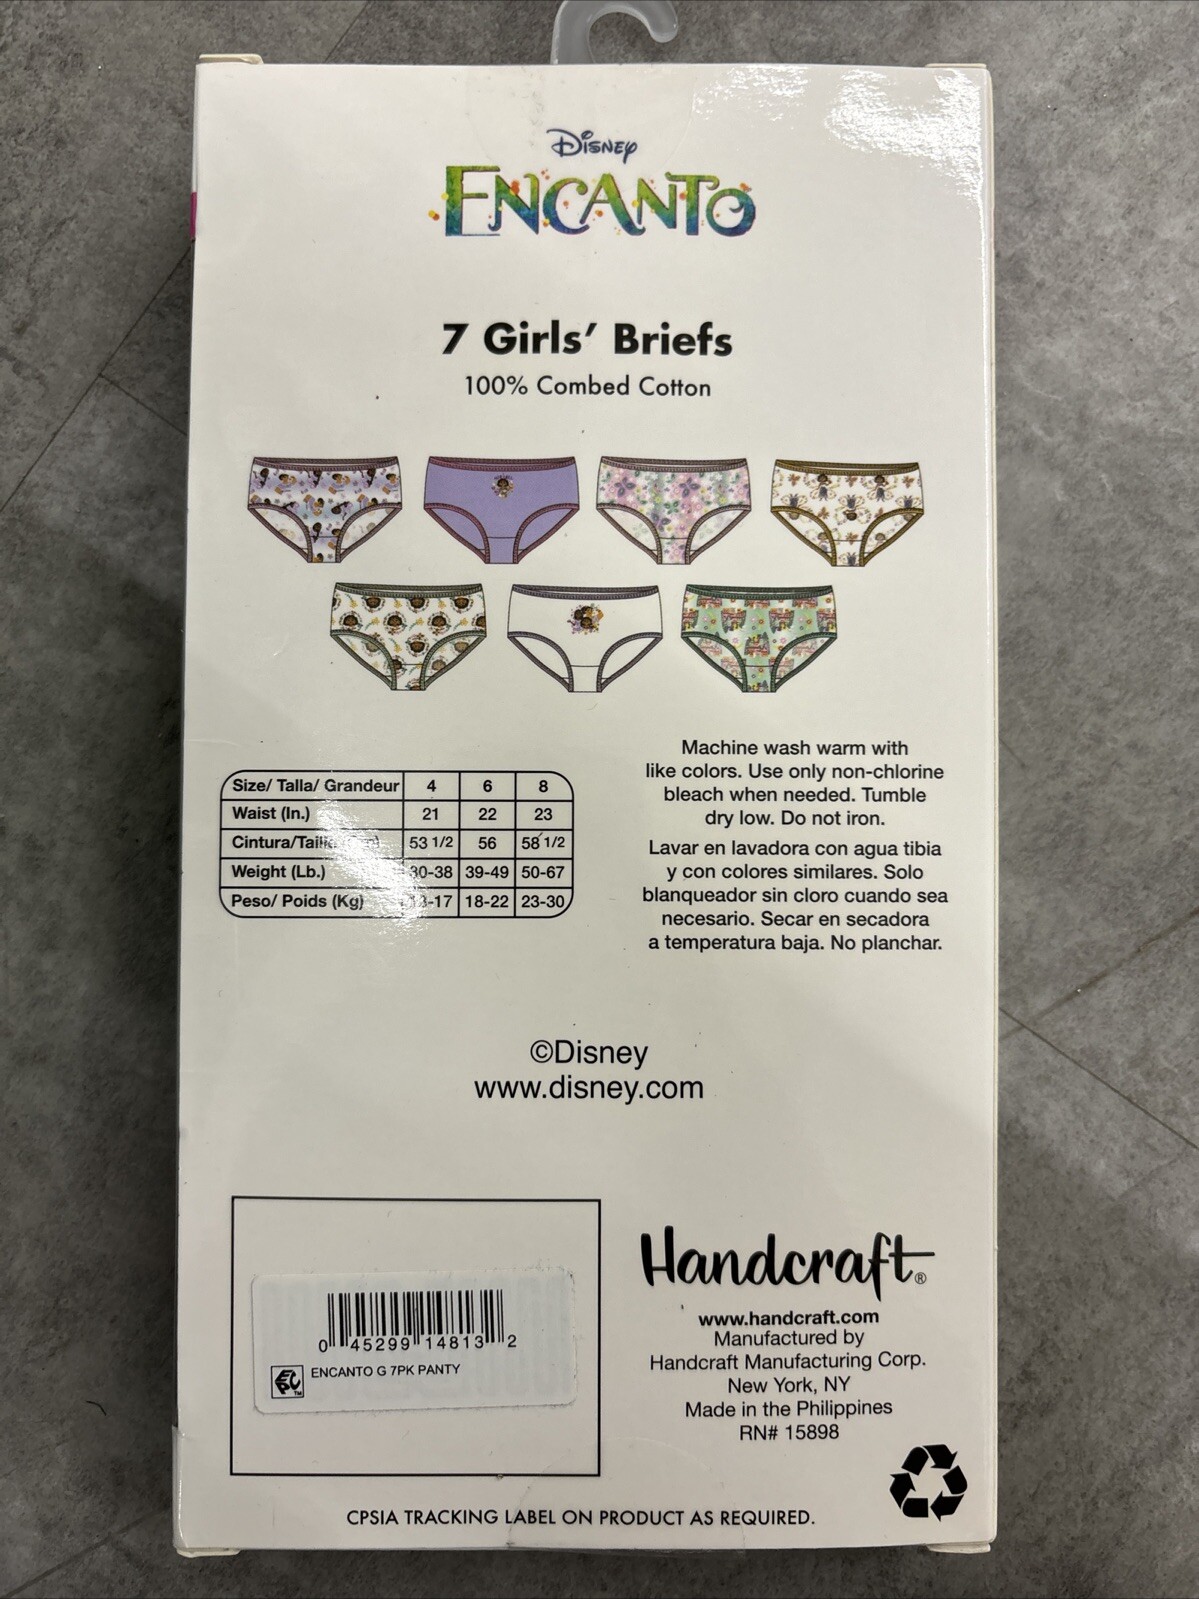 Disney
ENCANTO
7 Girls' Briefs
100% Combed Cotton
Size/ Talla/ Grandeur 4 6 8
Waist (In.) 21 22 23
Cintura/Taille 53 1/2 56 58 1/2
Weight (Lb.) 30-38 39-49 50-67
Peso/ Poids (Kg) -17 18-22 23-30
Machine wash warm with
like colors. Use only non-chlorine
bleach when needed. Tumble
dry low. Do not iron.
Lavar en lavadora con agua tibia
y con colores similares. Solo
blanqueador sin cloro cuando sea
necesario. Secar en secadora
a temperatura baja. No planchar.
©Disney
www.disney.com
0 45299 14813 2
EPC™ ENCANTO G 7PK PANTY
Handcraft®
www.handcraft.com
Manufactured by
Handcraft Manufacturing Corp.
New York, NY
Made in the Philippines
RN# 15898
CPSIA TRACKING LABEL ON PRODUCT AS REQUIRED.